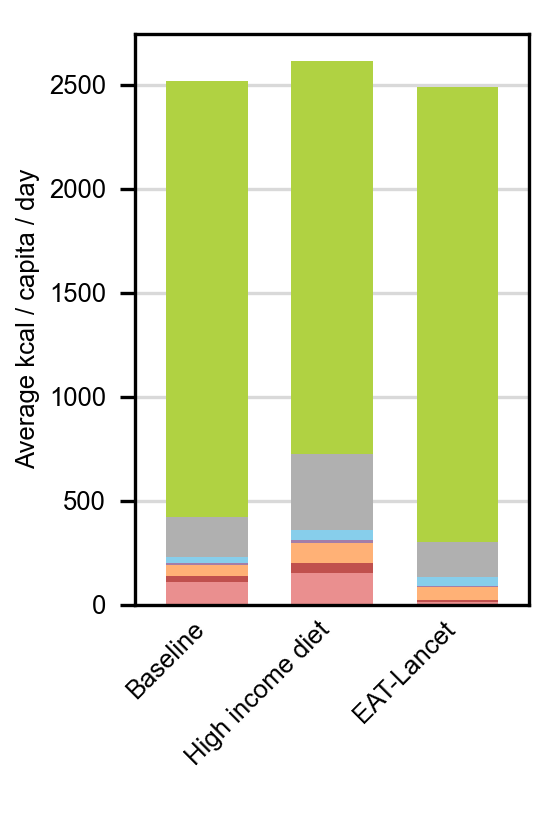 Average kcal / capita / day
2500
2000
1500
1000
500
0
Baseline
High income diet
EAT-Lancet